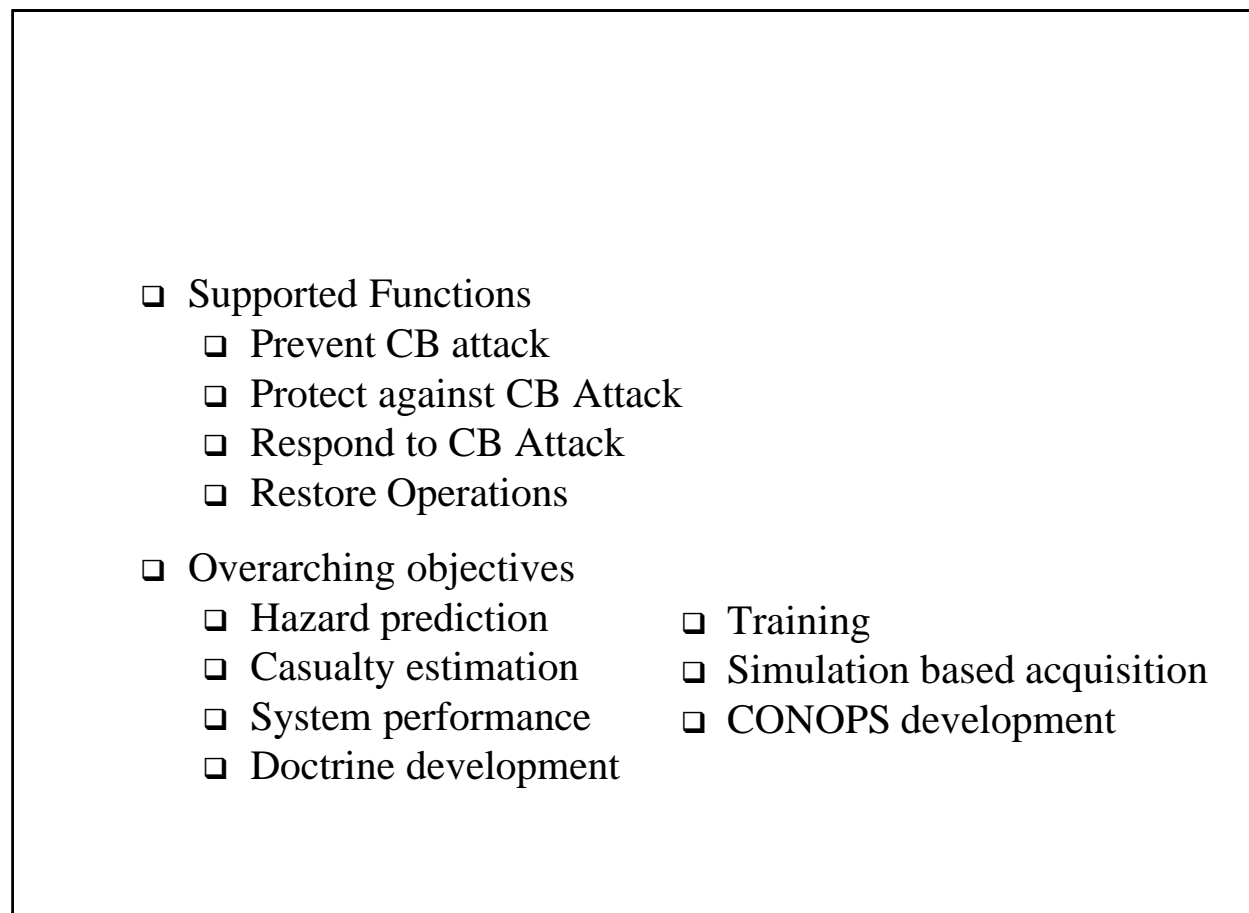 ❑ Supported Functions
❑ Prevent CB attack
❑ Protect against CB Attack
❑ Respond to CB Attack
❑ Restore Operations
❑ Overarching objectives
❑ Hazard prediction
❑ Casualty estimation
❑ System performance
❑ Doctrine development
❑ Training
❑ Simulation based acquisition
❑ CONOPS development